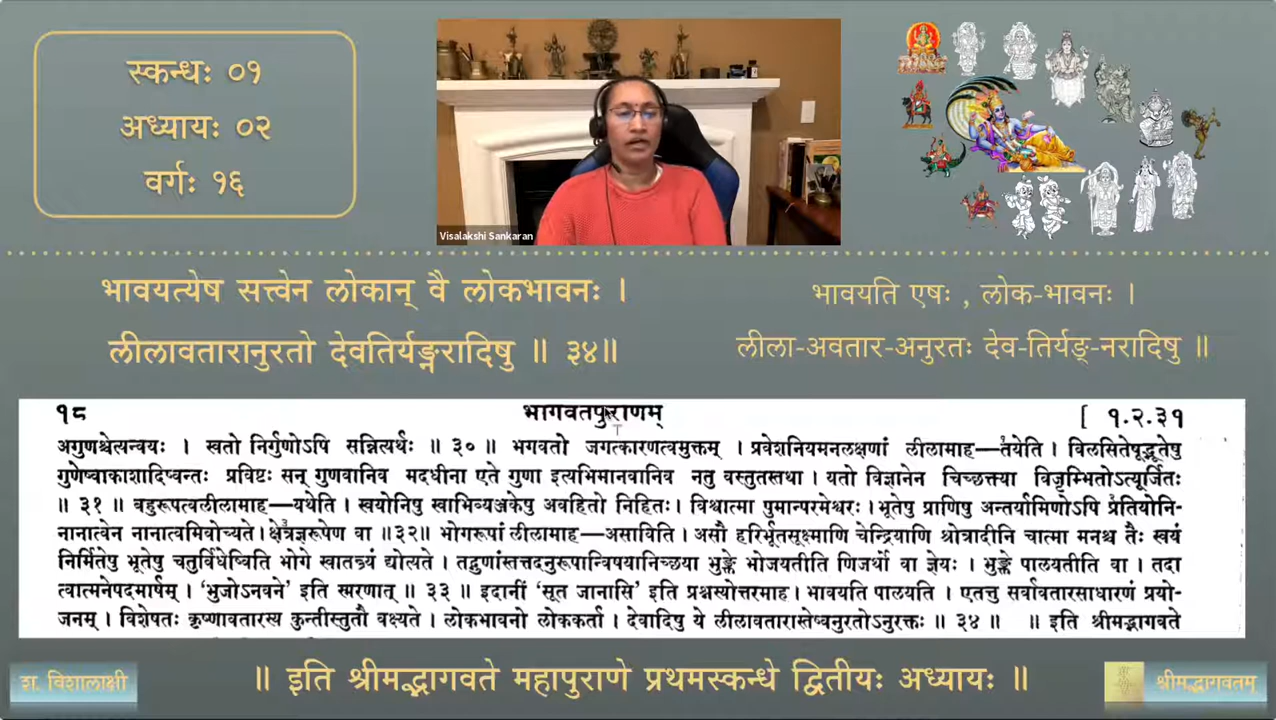 स्कन्धः ०१
अध्यायः ०२
वर्गः १६
Visalakshi Sankaran
भावयत्येष सत्त्वेन लोकान् वै लोकभावनः ।
लीलावतारानुरतो देवतिर्यङ्नरादिषु ॥ ३४॥
भावयति एषः , लोक-भावनः ।
लीला-अवतार-अनुरतः देव-तिर्यङ्-नरादिषु ॥
१८ भागवतपुराणम् [ १.२.३१
अगुणश्चेत्यन्वयः । स्वतो निर्गुणोऽपि सन्नित्यर्थः ॥ ३० ॥ भगवतो जगत्कारणत्वमुक्तम् । प्रवेशनियमनलक्षणां लीलामाह—तयेति । विलसितेषूद्भूतेषु
गुणेष्वाकाशादिष्वन्तः प्रविष्टः सन् गुणवानिव मदधीना एते गुणा इत्यभिमानवानिव नतु वस्तुतस्तथा । यतो विज्ञानेन चिच्छक्त्या विजृम्भितोऽत्यूर्जितः
॥ ३१ ॥ बहुरूपत्वलीलामाह—यथेति । स्वयोनिषु स्वाभिव्यञ्जकेषु अवहितो निहितः । विश्वात्मा पुमान्परमेश्वरः । भूतेषु प्राणिषु अन्तर्यामिणोऽपि प्रतियोनि-
नानात्वेन नानात्वमिवोच्यते । क्षेत्रज्ञरूपेण वा ॥३२॥ भोगरूपां लीलामाह—असाविति । असौ हरिर्भूतसूक्ष्माणि चेन्द्रियाणि श्रोत्रादीनि चात्मा मनश्च तैः स्वयं
निर्मितेषु भूतेषु चतुर्विधेष्विति भोगे स्वातन्त्र्यं द्योत्यते । तद्गुणांस्तत्तदनुरूपान्विषयानिच्छया भुङ्क्ते भोजयतीति णिजर्थो वा ज्ञेयः । भुङ्क्ते पालयतीति वा । तदा
त्वात्मनेपदमार्षम् । ‘भुजोऽनवने’ इति स्मरणात् ॥ ३३ ॥ इदानीं ‘सूत जानासि’ इति प्रश्नस्योत्तरमाह । भावयति पालयति । एतत्तु सर्वावतारसाधारणं प्रयो-
जनम् । विशेषतः कृष्णावतारस्य कुन्तीस्तुतौ वक्ष्यते । लोकभावनो लोककर्ता । देवादिषु ये लीलावतारास्तेष्वनुरतोऽनुरक्तः ॥ ३४ ॥ ॥ इति श्रीमद्भागवते
श. विशालाक्षी
॥ इति श्रीमद्भागवते महापुराणे प्रथमस्कन्धे द्वितीयः अध्यायः ॥
श्रीमद्भागवतम्